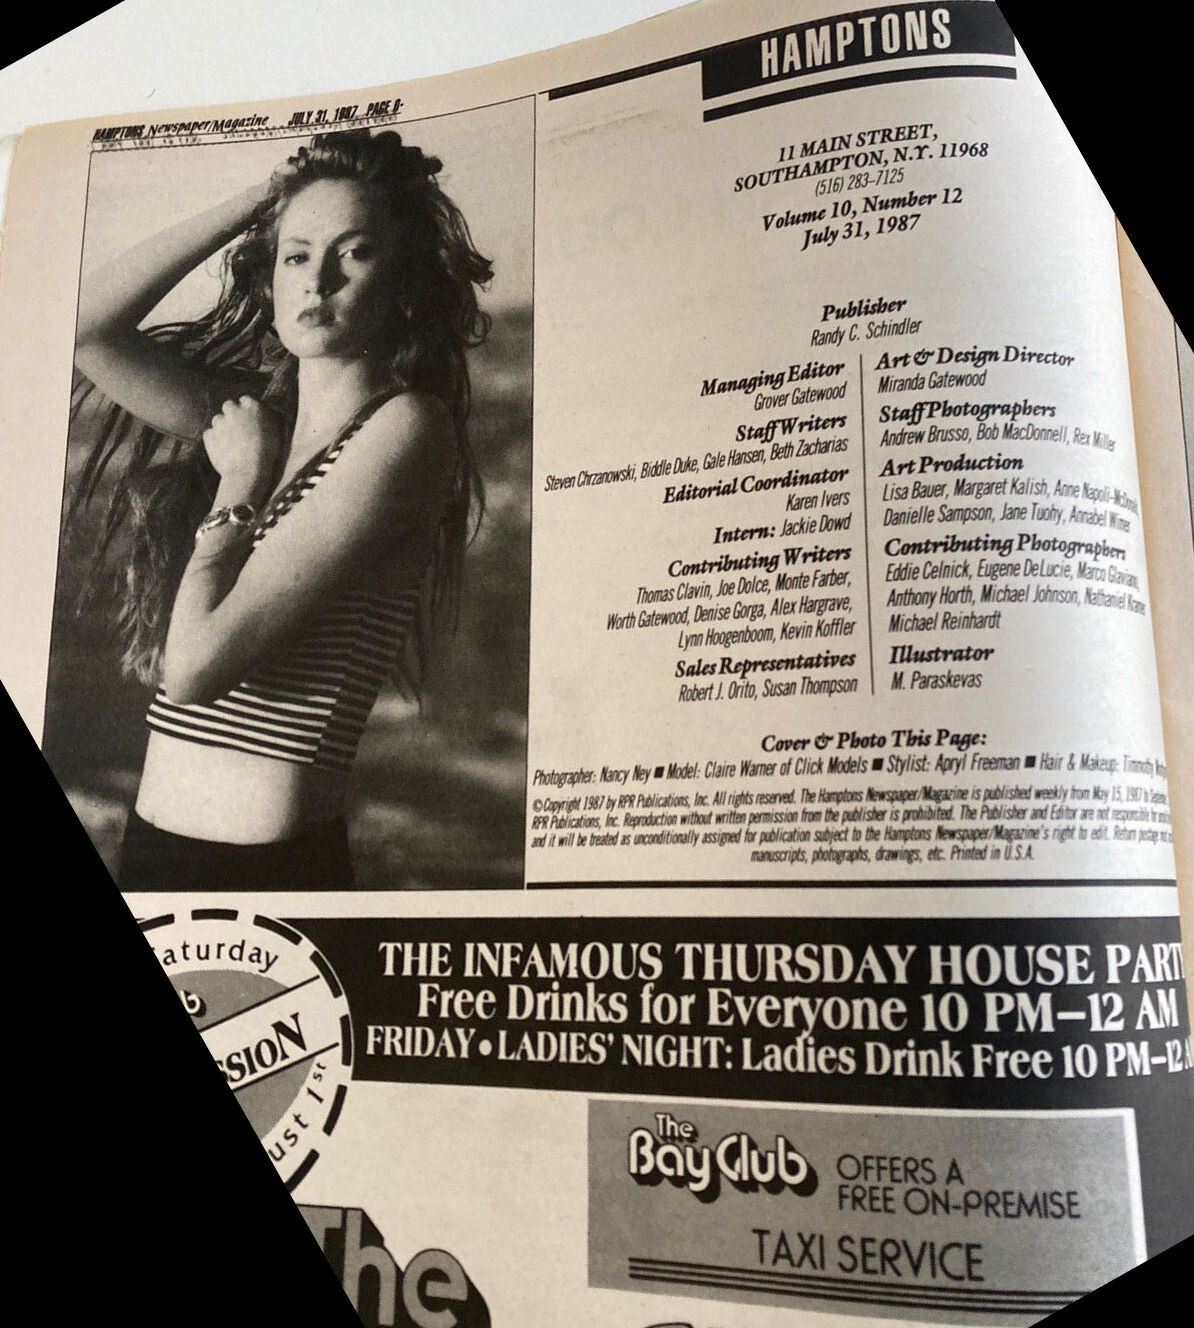 HAMPTONS Newspaper/Magazine JULY 31, 1987 PAGE 8-
HAMPTONS
11 MAIN STREET,
SOUTHAMPTON, N.Y. 11968
(516) 283-7125
Volume 10, Number 12
July 31, 1987
Publisher
Randy C. Schindler
Managing Editor
Grover Gatewood
Staff Writers
Steven Chrzanowski, Biddle Duke, Gale Hansen, Beth Zacharias
Editorial Coordinator
Karen Ivers
Intern: Jackie Dowd
Contributing Writers
Thomas Clavin, Joe Dolce, Monte Farber,
Worth Gatewood, Denise Gorga, Alex Hargrave,
Lynn Hoogenboom, Kevin Koffler
Sales Representatives
Robert J. Orito, Susan Thompson
Art & Design Director
Miranda Gatewood
Staff Photographers
Andrew Brusso, Bob MacDonnell, Rex Miller
Art Production
Lisa Bauer, Margaret Kalish, Anne
Danielle Sampson, Jane Tuohy, Annabel
Contributing Photographers
Eddie Celnick, Eugene DeLucie, Marco
Anthony Horth, Michael Johnson, Nathaniel
Michael Reinhardt
Illustrator
M. Paraskevas
Cover & Photo This Page:
Photographer: Nancy Ney ■ Model: Claire Warner of Click Models ■ Stylist: Apryl Freeman ■ Hair & Makeup:
© Copyright 1987 by RPR Publications, Inc. All rights reserved. The Hamptons Newspaper/Magazine is published weekly from May 15, 1987 to
RPR Publications, Inc. Reproduction without written permission from the publisher is prohibited. The Publisher and Editor are not responsible for
and it will be treated as unconditionally assigned for publication subject to the Hamptons Newspaper/Magazine's right to edit. Return postage
manuscripts, photographs, drawings, etc. Printed in U.S.A.
THE INFAMOUS THURSDAY HOUSE PART
Free Drinks for Everyone 10 PM–12 AM
FRIDAY • LADIES' NIGHT: Ladies Drink Free 10 PM–12
aturday
SSION
ust 1st
The
Bay Club
OFFERS A
FREE ON-PREMISE
TAXI SERVICE
The